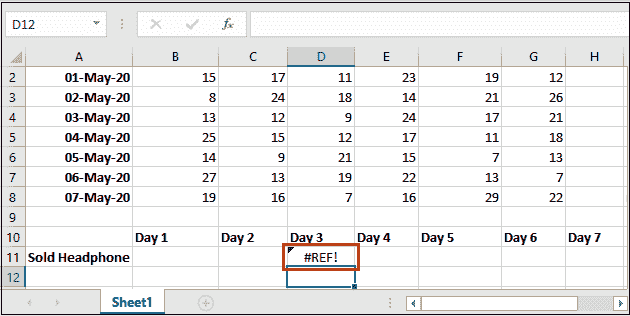 D12
fx
A B C D E F G H
2 01-May-20 15 17 11 23 19 12
3 02-May-20 8 24 18 14 21 26
4 03-May-20 13 12 9 24 17 21
5 04-May-20 25 15 12 17 11 18
6 05-May-20 14 9 21 15 7 13
7 06-May-20 27 13 19 22 13 7
8 07-May-20 19 16 7 16 29 22
9
10 Day 1 Day 2 Day 3 Day 4 Day 5 Day 6 Day 7
11 Sold Headphone #REF!
12
Sheet1